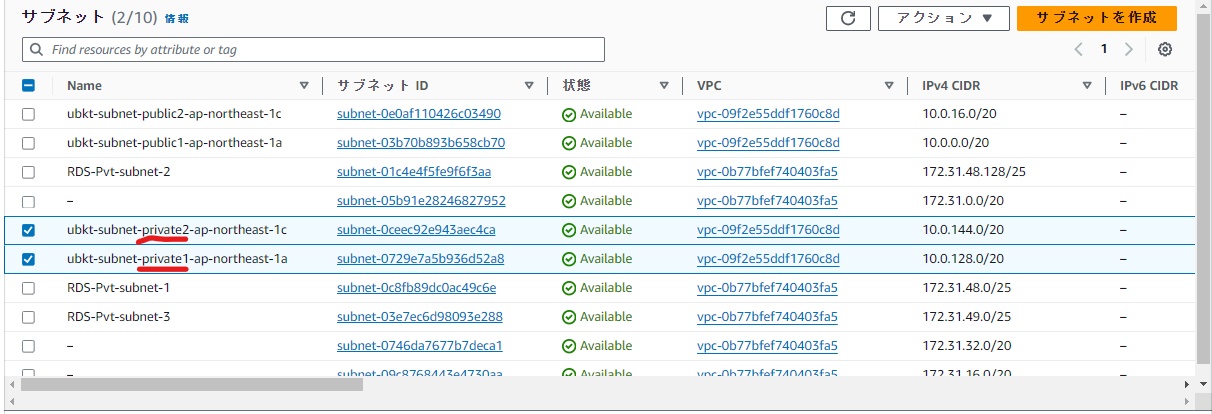 サブネット (2/10) 情報 アクション サブネットを作成
Find resources by attribute or tag 1
Name サブネット ID 状態 VPC IPv4 CIDR IPv6 CIDR
ubkt-subnet-public2-ap-northeast-1c subnet-0e0af110426c03490 Available vpc-09f2e55ddf1760c8d 10.0.16.0/20 –
ubkt-subnet-public1-ap-northeast-1a subnet-03b70b893b658cb70 Available vpc-09f2e55ddf1760c8d 10.0.0.0/20 –
RDS-Pvt-subnet-2 subnet-01c4e4f5fe9f6f3aa Available vpc-0b77bfef740403fa5 172.31.48.128/25 –
– subnet-05b91e28246827952 Available vpc-0b77bfef740403fa5 172.31.0.0/20 –
ubkt-subnet-private2-ap-northeast-1c subnet-0ceec92e943aec4ca Available vpc-09f2e55ddf1760c8d 10.0.144.0/20 –
ubkt-subnet-private1-ap-northeast-1a subnet-0729e7a5b936d52a8 Available vpc-09f2e55ddf1760c8d 10.0.128.0/20 –
RDS-Pvt-subnet-1 subnet-0c8fb89dc0ac49c6e Available vpc-0b77bfef740403fa5 172.31.48.0/25 –
RDS-Pvt-subnet-3 subnet-03e7ec6d98093e288 Available vpc-0b77bfef740403fa5 172.31.49.0/25 –
– subnet-0746da7677b7deca1 Available vpc-0b77bfef740403fa5 172.31.32.0/20 –
– subnet-09c8768443e4730aa Available vpc-0b77bfef740403fa5 172.31.16.0/20 –